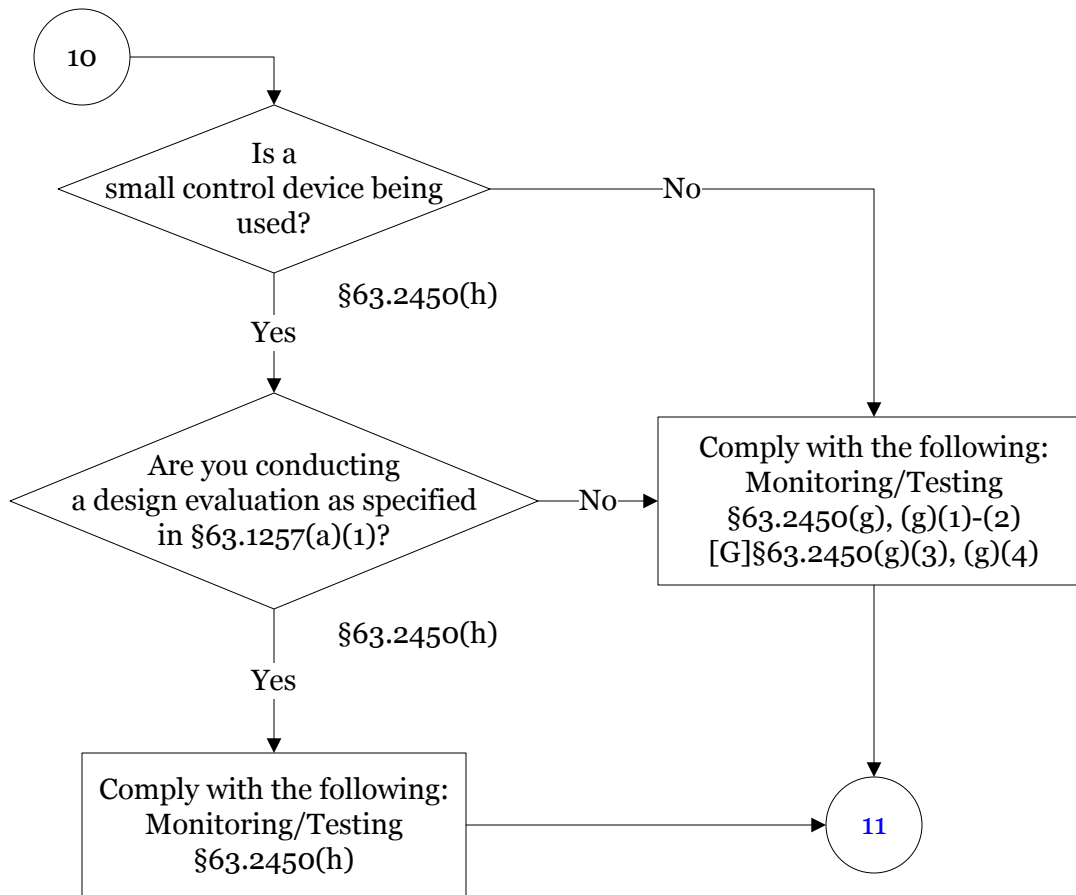 10
Is a
small control device being
used?
No
§63.2450(h)
Yes
Are you conducting
a design evaluation as specified
in §63.1257(a)(1)?
No
Comply with the following:
Monitoring/Testing
§63.2450(g), (g)(1)-(2)
[G]§63.2450(g)(3), (g)(4)
§63.2450(h)
Yes
Comply with the following:
Monitoring/Testing
§63.2450(h)
11